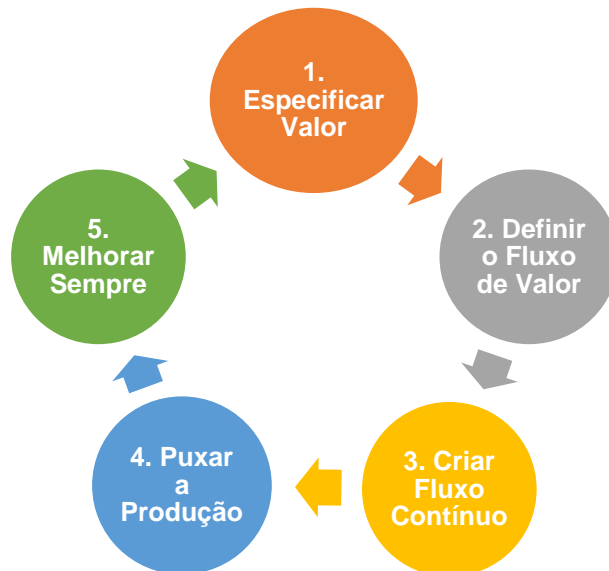 1.
Especificar
Valor
2. Definir
o Fluxo
de Valor
3. Criar
Fluxo
Contínuo
4. Puxar
a
Produção
5.
Melhorar
Sempre